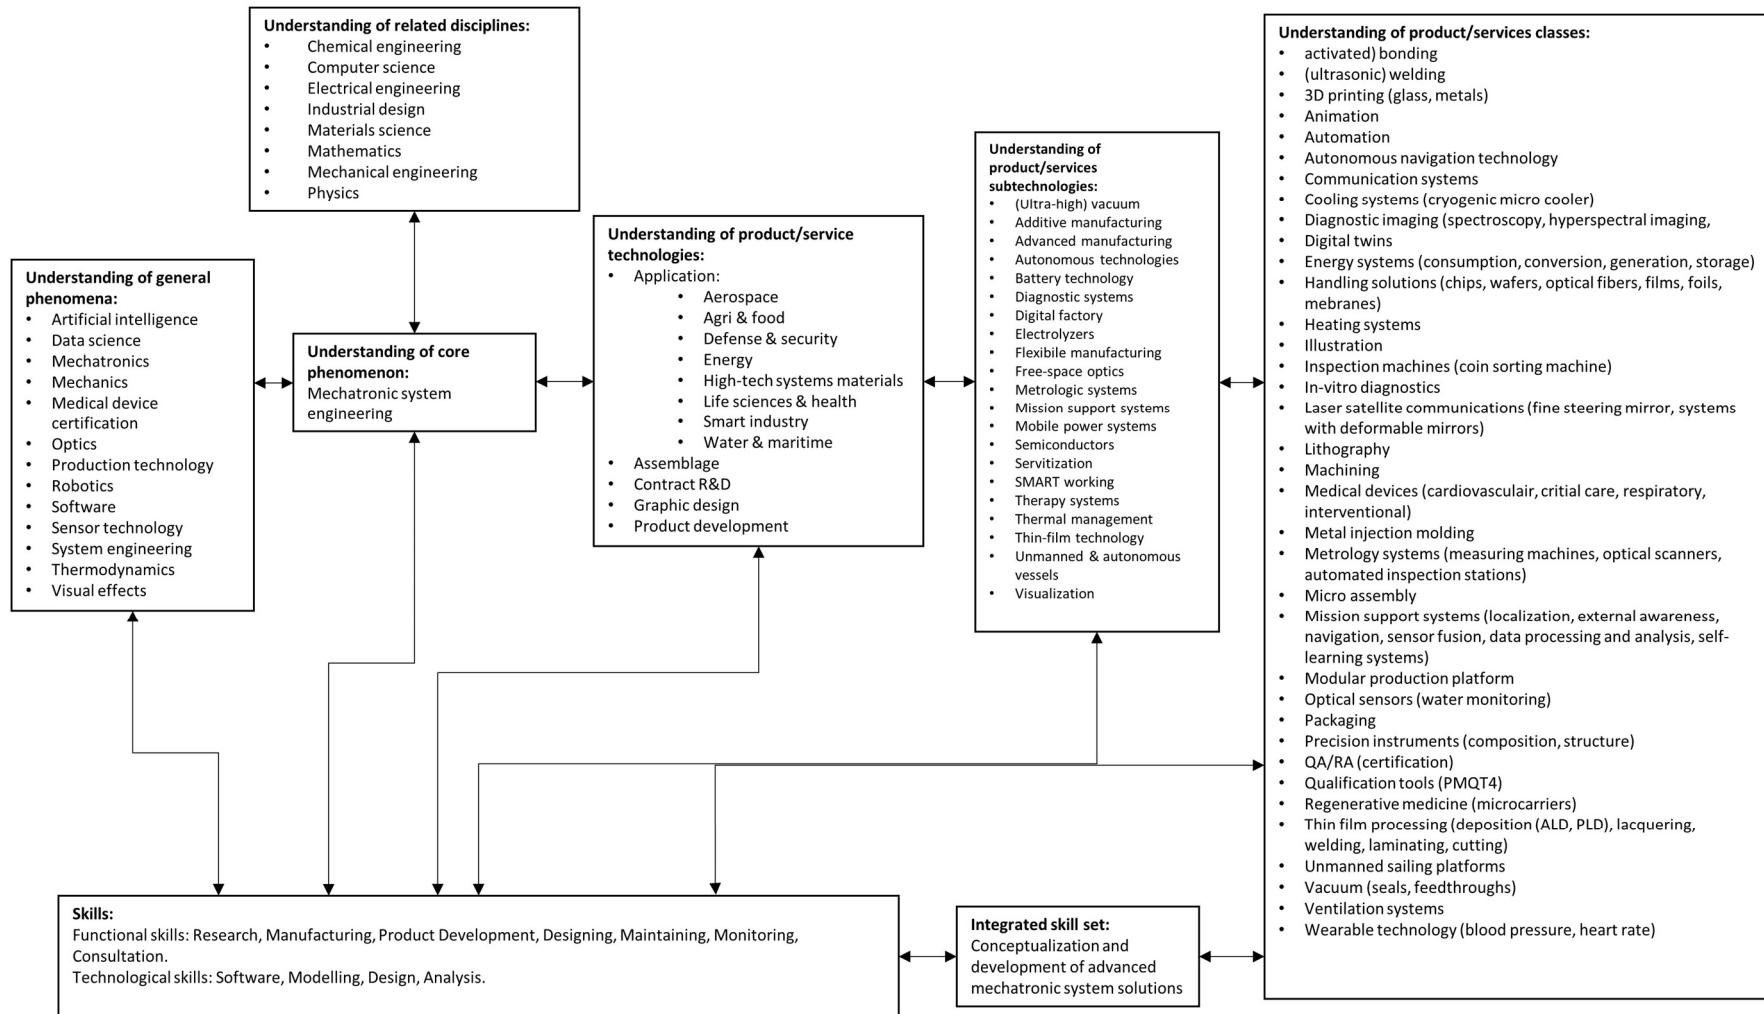 Understanding of related disciplines:
• Chemical engineering
• Computer science
• Electrical engineering
• Industrial design
• Materials science
• Mathematics
• Mechanical engineering
• Physics
Understanding of general
phenomena:
• Artificial intelligence
• Data science
• Mechatronics
• Mechanics
• Medical device
certification
• Optics
• Production technology
• Robotics
• Software
• Sensor technology
• System engineering
• Thermodynamics
• Visual effects
Understanding of core
phenomenon:
Mechatronic system
engineering
Understanding of product/service
technologies:
• Application:
• Aerospace
• Agri & food
• Defense & security
• Energy
• High-tech systems materials
• Life sciences & health
• Smart industry
• Water & maritime
• Assemblage
• Contract R&D
• Graphic design
• Product development
Understanding of
product/services
subtechnologies:
• (Ultra-high) vacuum
• Additive manufacturing
• Advanced manufacturing
• Autonomous technologies
• Battery technology
• Diagnostic systems
• Digital factory
• Electrolyzers
• Flexibile manufacturing
• Free-space optics
• Metrologic systems
• Mission support systems
• Mobile power systems
• Semiconductors
• Servitization
• SMART working
• Therapy systems
• Thermal management
• Thin-film technology
• Unmanned & autonomous
vessels
• Visualization
Understanding of product/services classes:
• activated) bonding
• (ultrasonic) welding
• 3D printing (glass, metals)
• Animation
• Automation
• Autonomous navigation technology
• Communication systems
• Cooling systems (cryogenic micro cooler)
• Diagnostic imaging (spectroscopy, hyperspectral imaging,
• Digital twins
• Energy systems (consumption, conversion, generation, storage)
• Handling solutions (chips, wafers, optical fibers, films, foils,
mebranes)
• Heating systems
• Illustration
• Inspection machines (coin sorting machine)
• In-vitro diagnostics
• Laser satellite communications (fine steering mirror, systems
with deformable mirrors)
• Lithography
• Machining
• Medical devices (cardiovasculair, critial care, respiratory,
interventional)
• Metal injection molding
• Metrology systems (measuring machines, optical scanners,
automated inspection stations)
• Micro assembly
• Mission support systems (localization, external awareness,
navigation, sensor fusion, data processing and analysis, self-
learning systems)
• Modular production platform
• Optical sensors (water monitoring)
• Packaging
• Precision instruments (composition, structure)
• QA/RA (certification)
• Qualification tools (PMQT4)
• Regenerative medicine (microcarriers)
• Thin film processing (deposition (ALD, PLD), lacquering,
welding, laminating, cutting)
• Unmanned sailing platforms
• Vacuum (seals, feedthroughs)
• Ventilation systems
• Wearable technology (blood pressure, heart rate)
Skills:
Functional skills: Research, Manufacturing, Product Development, Designing, Maintaining, Monitoring,
Consultation.
Technological skills: Software, Modelling, Design, Analysis.
Integrated skill set:
Conceptualization and
development of advanced
mechatronic system solutions